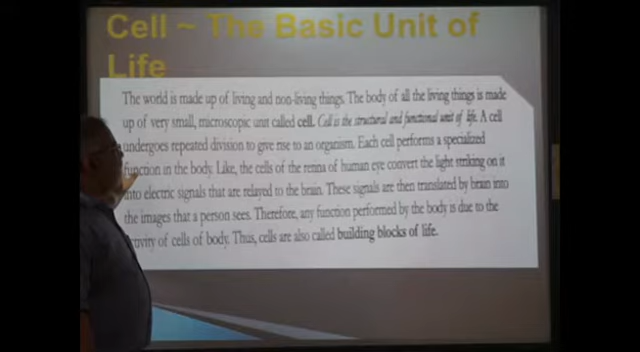 Cell ~ The Basic Unit of
Life
The world is made up of living and non-living things. The body of all the living things is made
up of very small, microscopic unit called cell. Cell is the structural and functional unit of life. A cell
undergoes repeated division to give rise to an organism. Each cell performs a specialized
function in the body. Like, the cells of the retina of human eye convert the light striking on it
into electric signals that are relayed to the brain. These signals are then translated by brain into
the images that a person sees. Therefore, any function performed by the body is due to the
activity of cells of body. Thus, cells are also called building blocks of life.